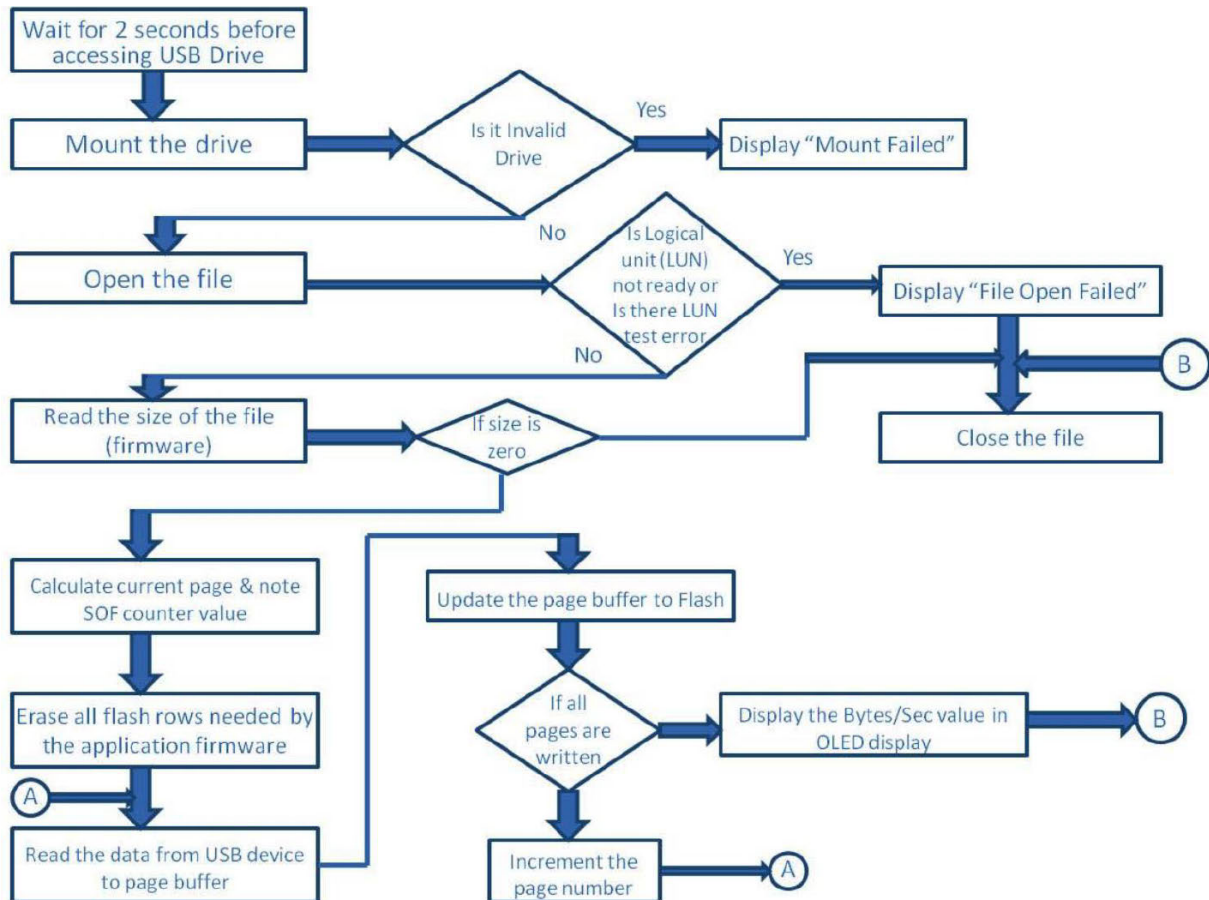 Wait for 2 seconds before
accessing USB Drive
Mount the drive
Is it Invalid
Drive
Yes
Display “Mount Failed”
No
Open the file
Is Logical
unit (LUN)
not ready or
Is there LUN
test error
Yes
Display “File Open Failed”
No
B
Read the size of the file
(firmware)
If size is
zero
Close the file
Calculate current page & note
SOF counter value
Update the page buffer to Flash
Erase all flash rows needed by
the application firmware
If all
pages are
written
Display the Bytes/Sec value in
OLED display
B
A
Read the data from USB device
to page buffer
Increment the
page number
A